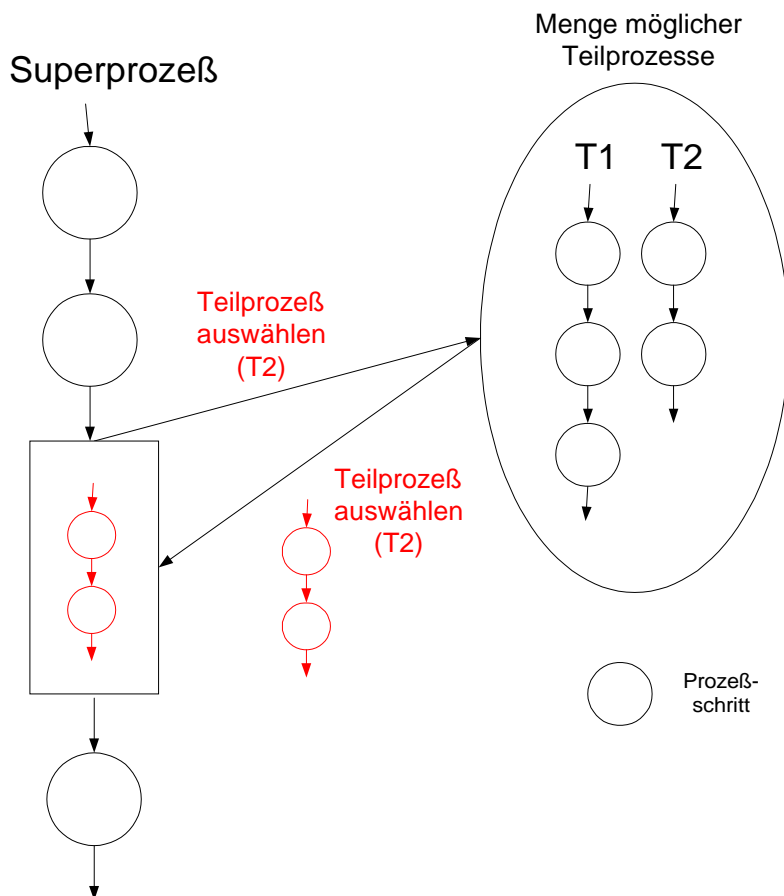 Superprozeß
Menge möglicher
Teilprozesse
T1
T2
Teilprozeß
auswählen
(T2)
Teilprozeß
auswählen
(T2)
Prozeß-
schritt